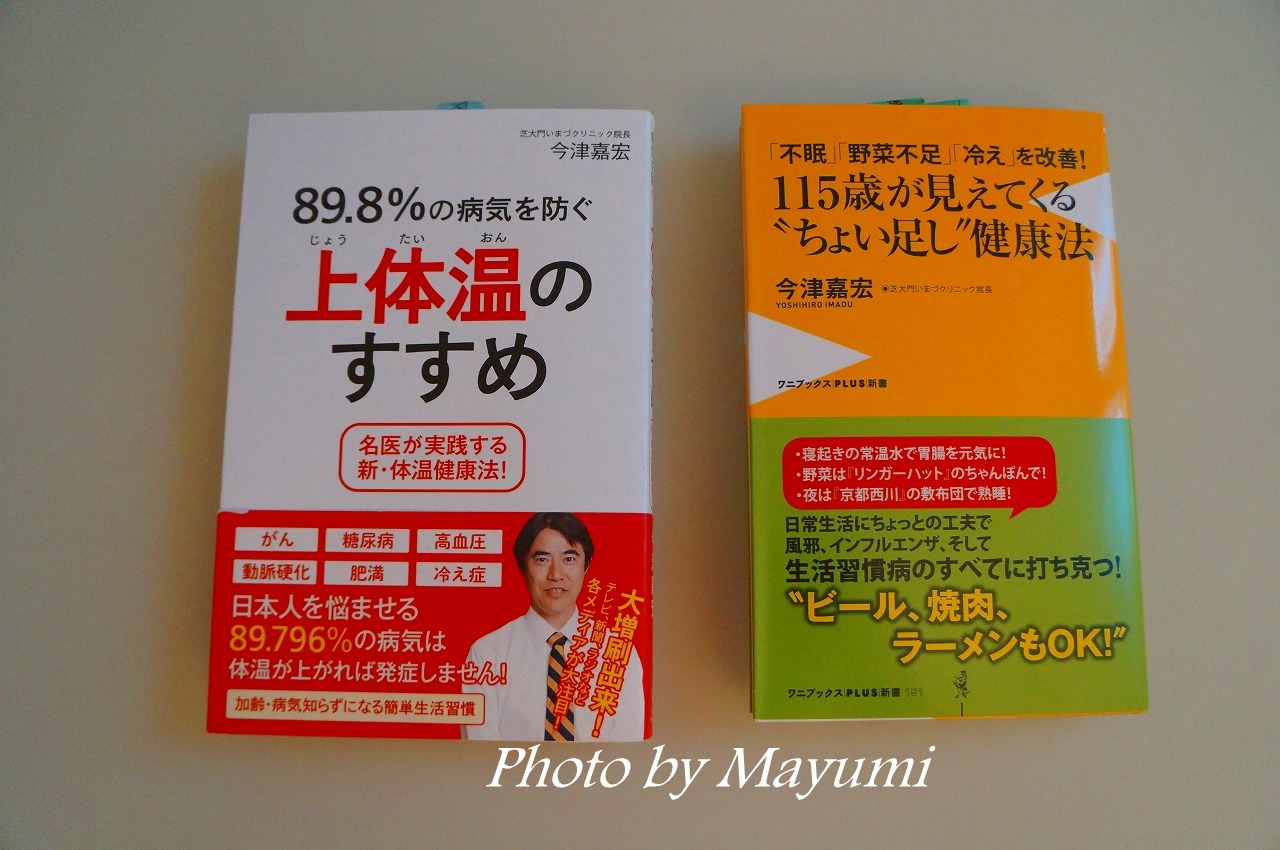 芝大門いまづクリニック院長
今津嘉宏
89.8%の病気を防ぐ
じょう たい おん
上体温の
すすめ
名医が実践する
新・体温健康法!
がん 糖尿病 高血圧
動脈硬化 肥満 冷え症
日本人を悩ませる
89.796%の病気は
体温が上がれば発症しません!
加齢・病気知らずになる簡単生活習慣
大増刷出来!
テレビ、新聞、ラジオなど
各メディアが大注目!
「不眠」「野菜不足」「冷え」を改善!
115歳が見えてくる
〝ちょい足し〟健康法
今津嘉宏 ◉芝大門いまづクリニック院長
YOSHIHIRO IMADU
ワニブックス|PLUS|新書
・寝起きの常温水で胃腸を元気に!
・野菜は『リンガーハット』のちゃんぽんで!
・夜は『京都西川』の敷布団で熟睡!
日常生活にちょっとの工夫で
風邪、インフルエンザ、そして
生活習慣病のすべてに打ち克つ!
〝ビール、焼肉、
ラーメンもOK!〟
ワニブックス|PLUS|新書 151
Photo by Mayumi